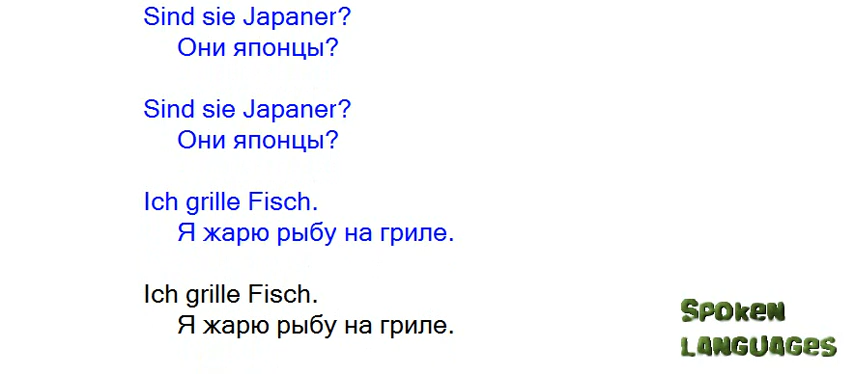 Sind sie Japaner?
Они японцы?
Sind sie Japaner?
Они японцы?
Ich grille Fisch.
Я жарю рыбу на гриле.
Ich grille Fisch.
Я жарю рыбу на гриле.
Spoken
Languages